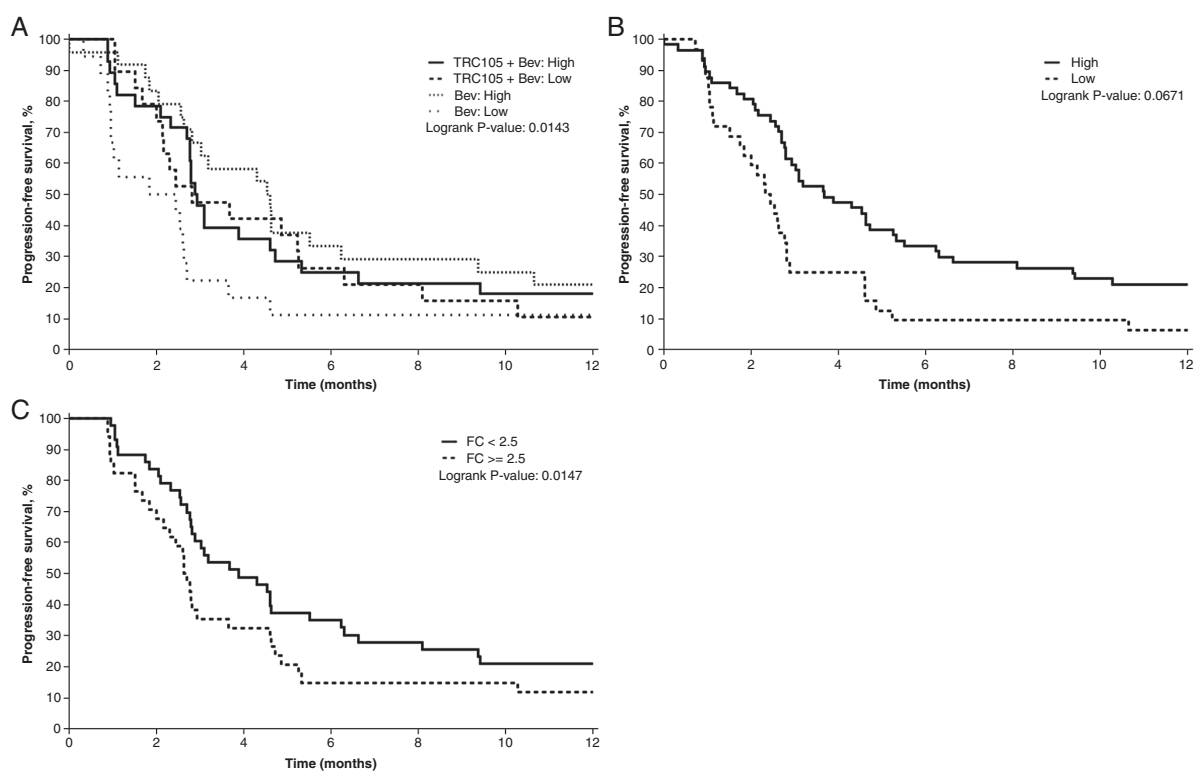 A
Progression-free survival, %
100
90
80
70
60
50
40
30
20
10
0
TRC105 + Bev: High
TRC105 + Bev: Low
Bev: High
Bev: Low
Logrank P-value: 0.0143
0 2 4 6 8 10 12
Time (months)
B
Progression-free survival, %
100
90
80
70
60
50
40
30
20
10
0
High
Low
Logrank P-value: 0.0671
0 2 4 6 8 10 12
Time (months)
C
Progression-free survival, %
100
90
80
70
60
50
40
30
20
10
0
FC < 2.5
FC >= 2.5
Logrank P-value: 0.0147
0 2 4 6 8 10 12
Time (months)